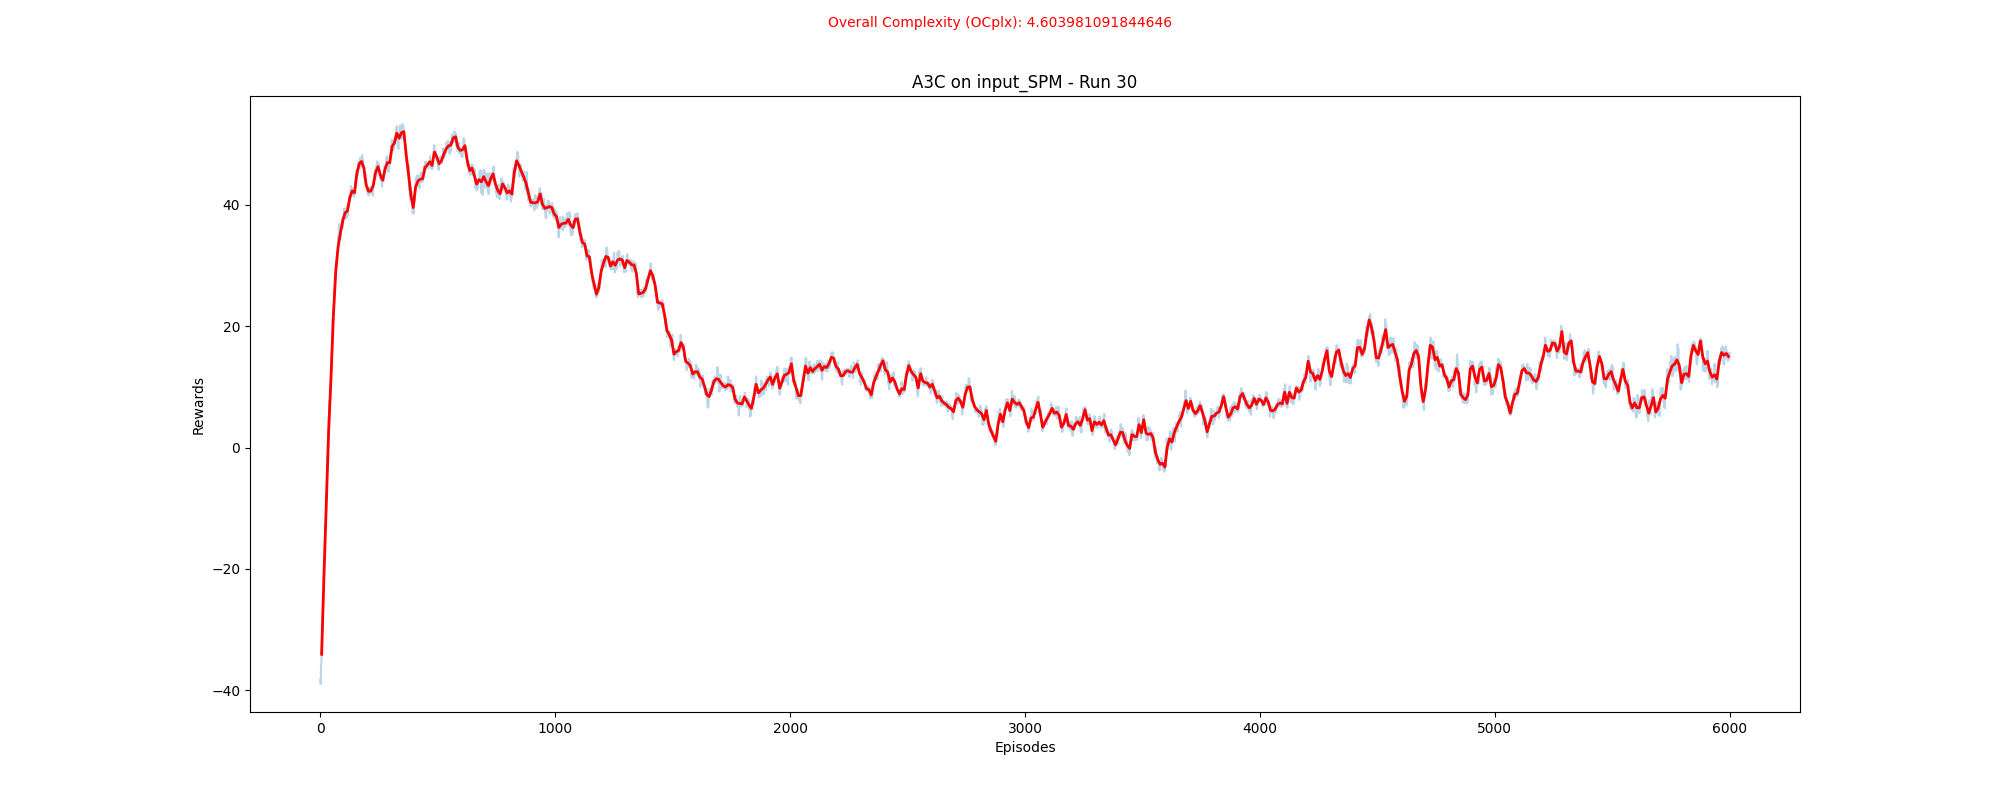 Overall Complexity (OCplx): 4.603981091844646
A3C on input_SPM - Run 30
Rewards
40
20
0
−20
−40
0 1000 2000 3000 4000 5000 6000
Episodes